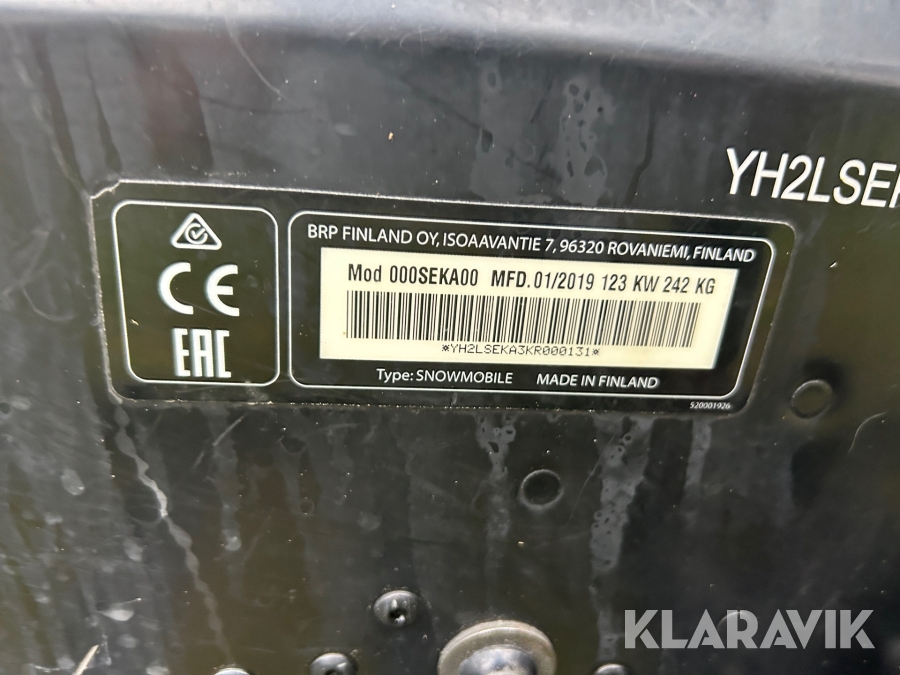 YH2LSE
CE
EAC
BRP FINLAND OY, ISOAAVANTIE 7, 96320 ROVANIEMI, FINLAND
Mod 000SEKA00 MFD.01/2019 123 KW 242 KG
*YH2LSEKA3KR000131*
Type: SNOWMOBILE MADE IN FINLAND
520001926
KLARAVIK
KLARAVIK